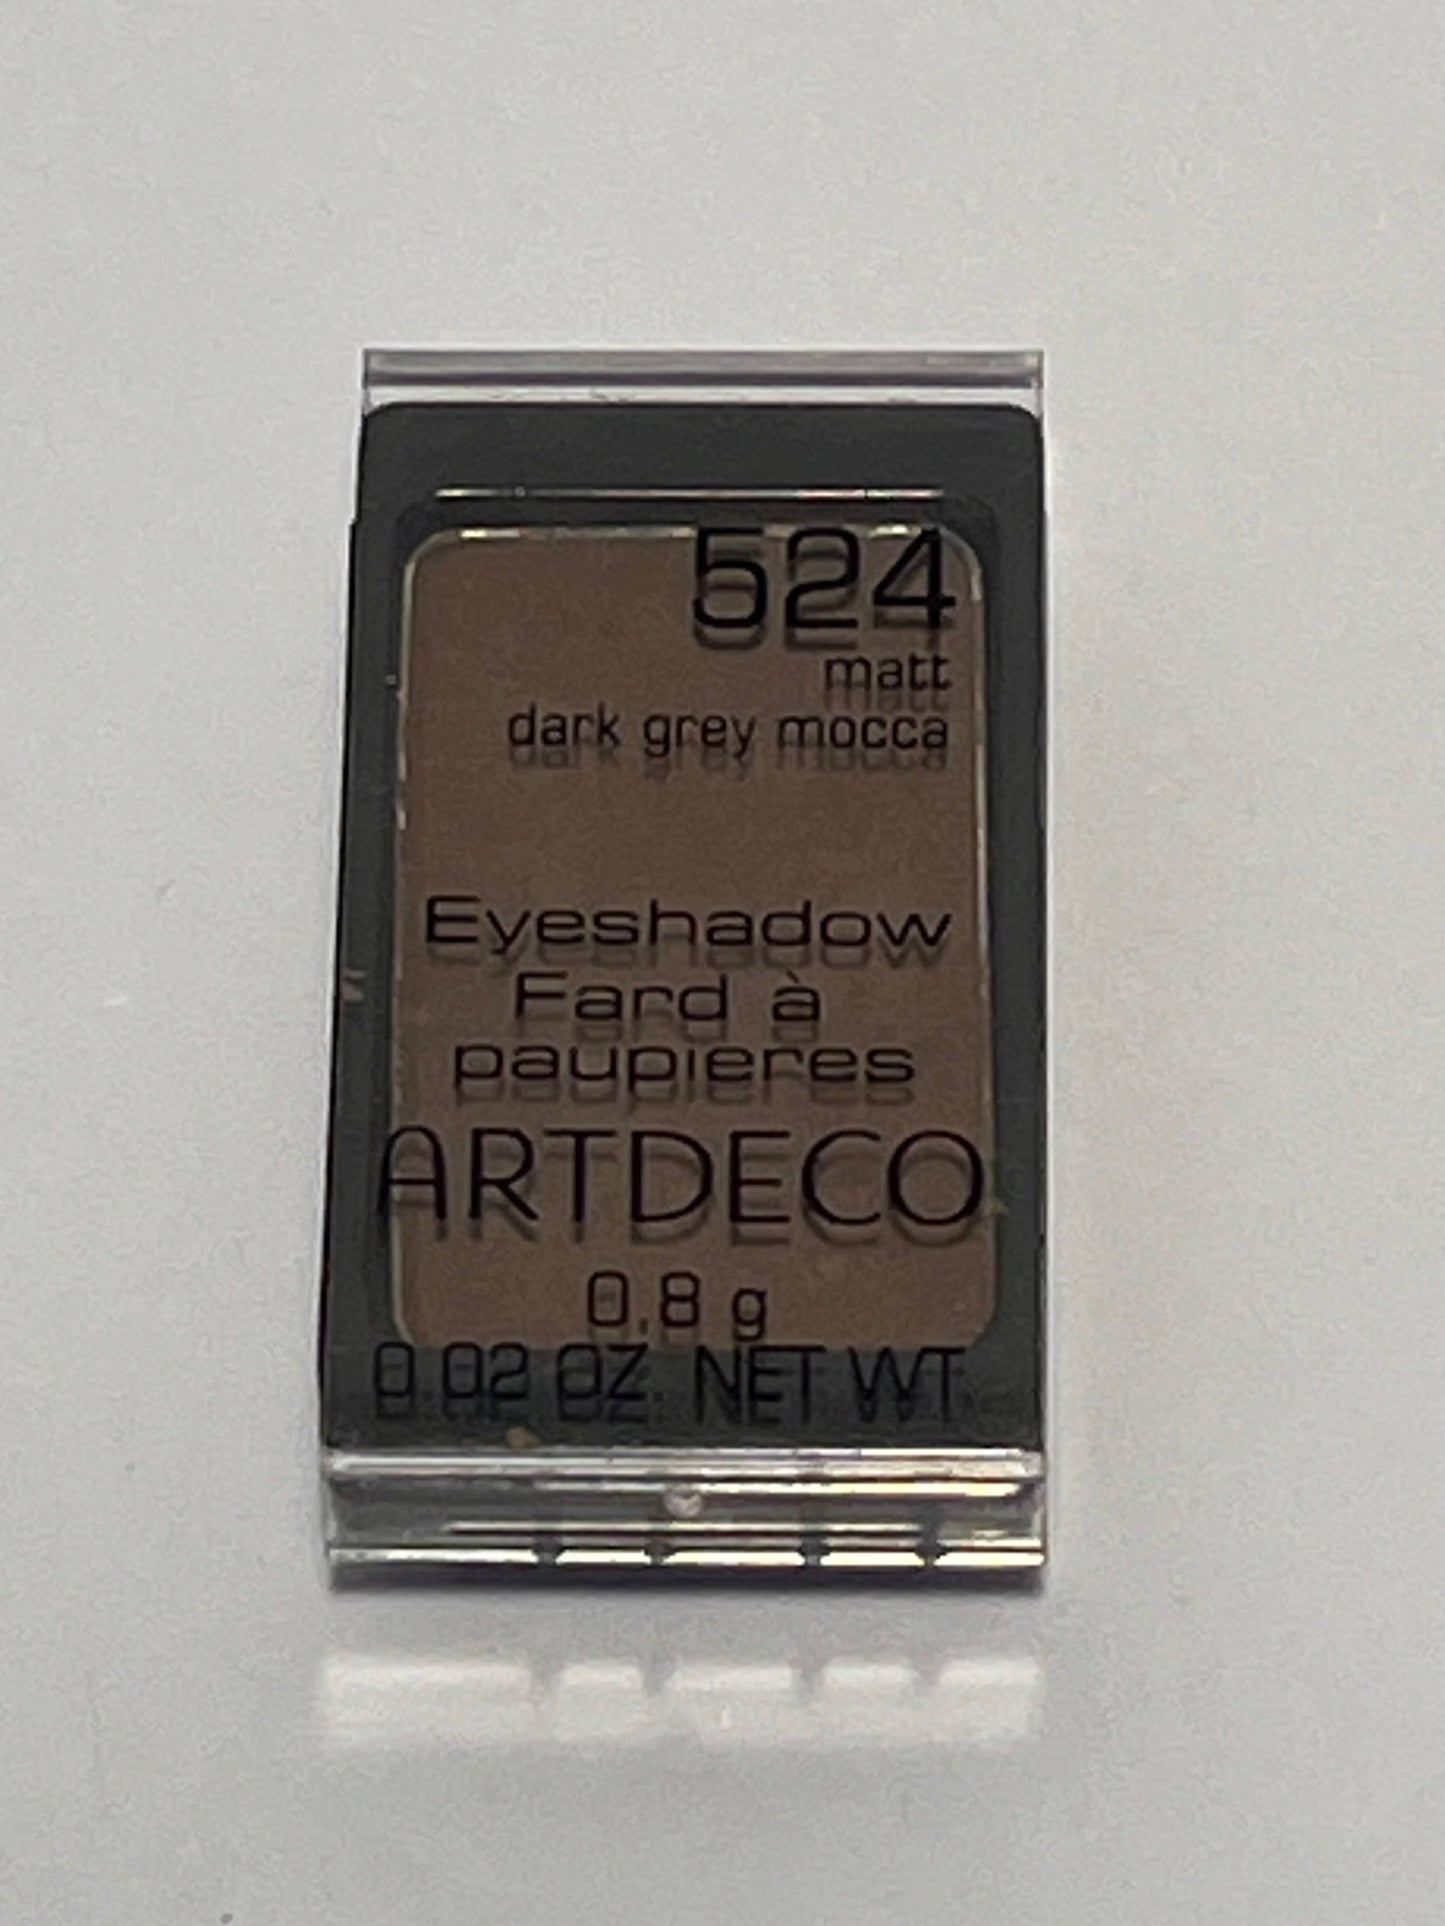 524
matt
dark grey mocca
Eyeshadow
Fard à
paupieres
ARTDECO
0.8 g
0.02 OZ. NET WT.